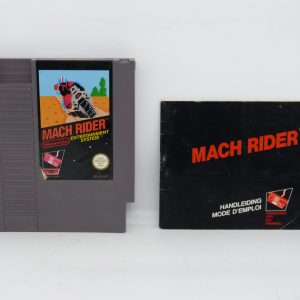 MACH RIDER
Nintendo
ENTERTAINMENT
SYSTEM
MACH RIDER
HANDLEIDING
MODE D'EMPLOI